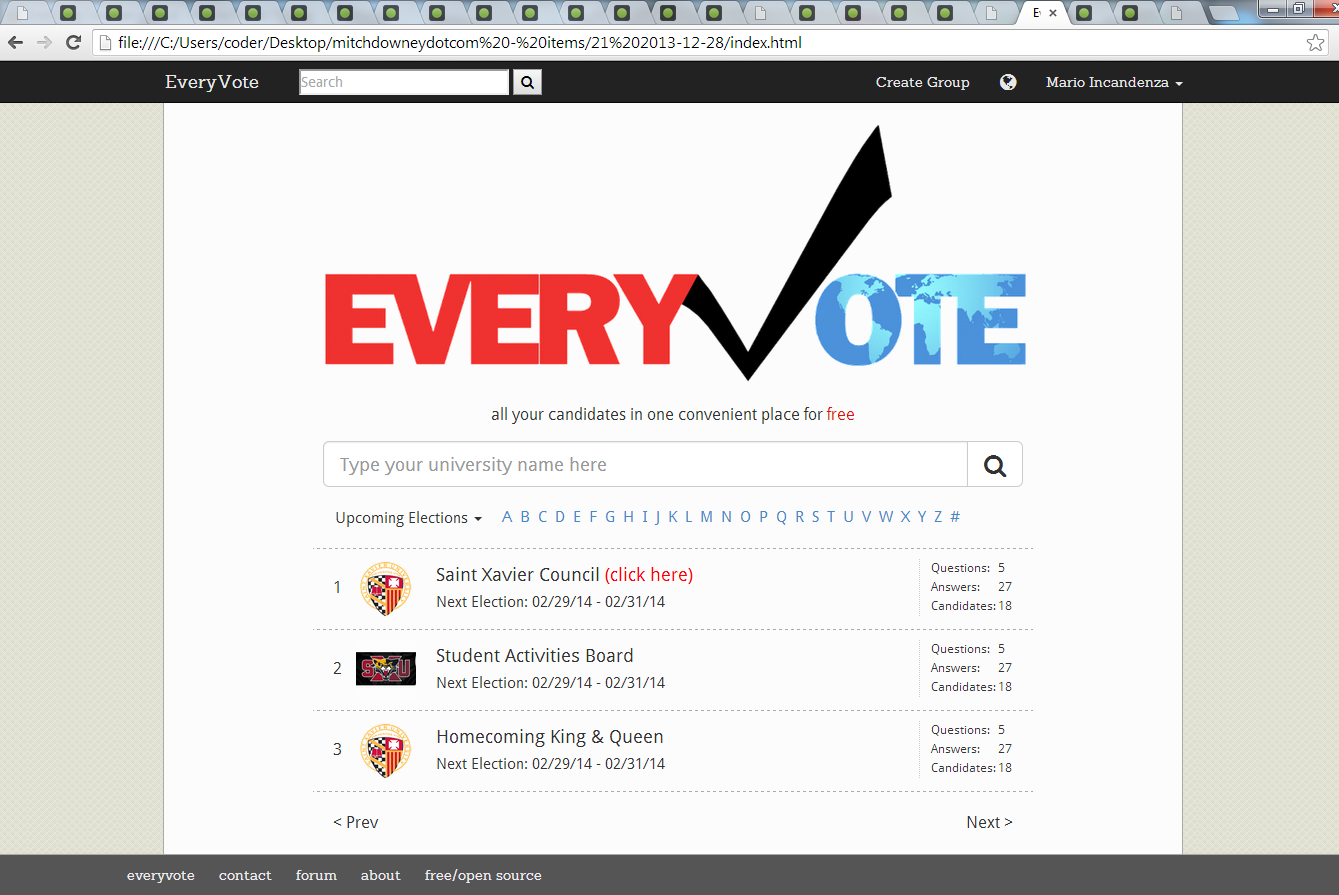 E
file:///C:/Users/coder/Desktop/mitchdowneydotcom%20-%20items/21%202013-12-28/index.html
EveryVote Search Create Group Mario Incandenza
EVERYVOTE
all your candidates in one convenient place for free
Type your university name here
Upcoming Elections A B C D E F G H I J K L M N O P Q R S T U V W X Y Z #
1
Saint Xavier Council (click here)
Next Election: 02/29/14 - 02/31/14
Questions: 5
Answers: 27
Candidates: 18
2
SXU
Student Activities Board
Next Election: 02/29/14 - 02/31/14
Questions: 5
Answers: 27
Candidates: 18
3
Homecoming King & Queen
Next Election: 02/29/14 - 02/31/14
Questions: 5
Answers: 27
Candidates: 18
< Prev Next >
everyvote contact forum about free/open source